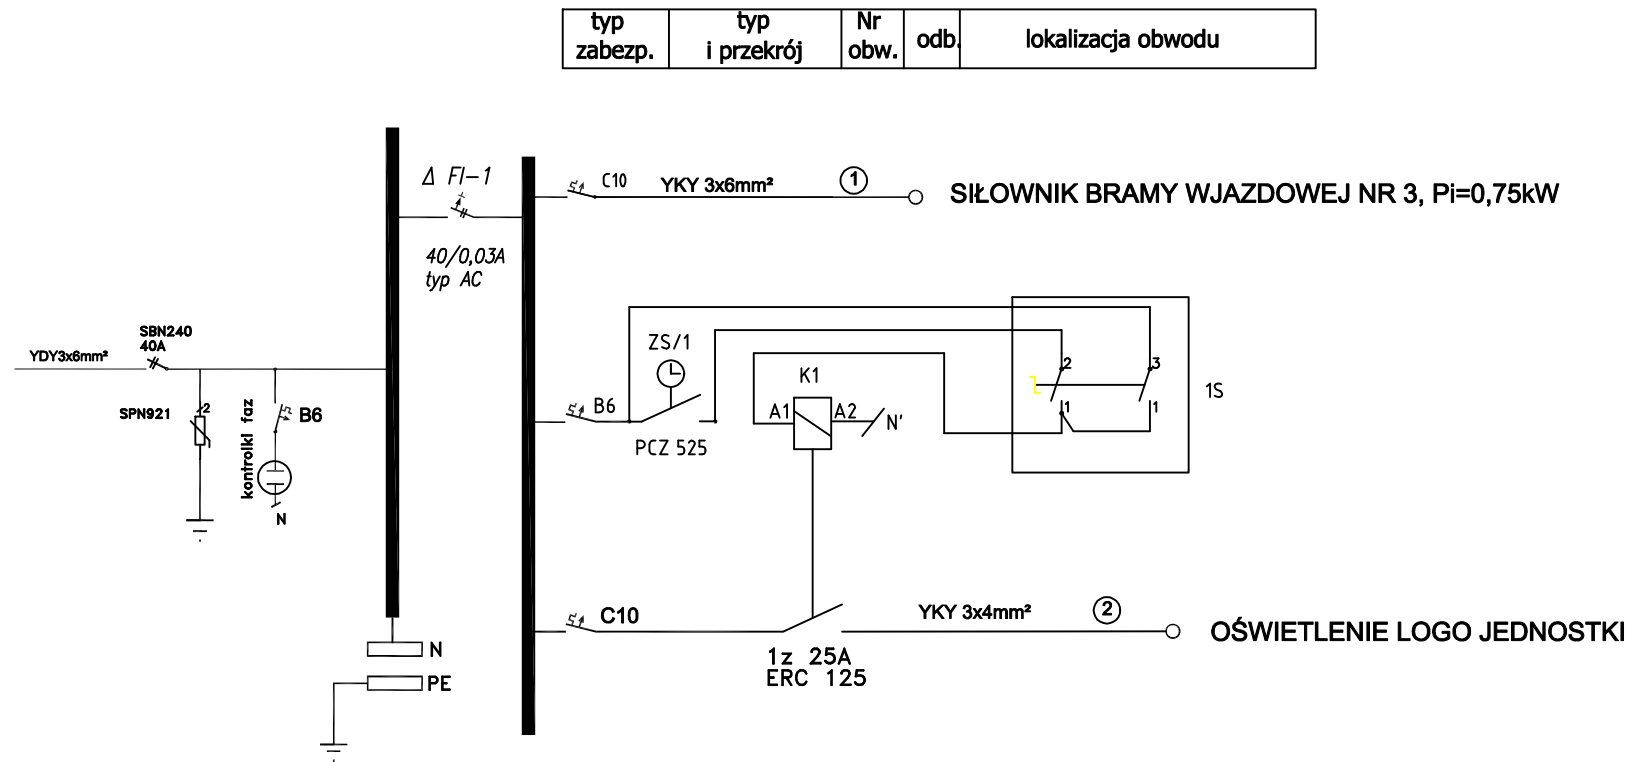 typ
zabezp.
typ
i przekrój
Nr
obw.
odb.
lokalizacja obwodu
Δ FI-1
40/0,03A
typ AC
C10
YKY 3x6mm²
1
SIŁOWNIK BRAMY WJAZDOWEJ NR 3, Pi=0,75kW
SBN240
40A
YDY3x6mm²
SPN921
2
kontrolki faz
B6
N
ZS/1
B6
PCZ 525
K1
A1
A2
N'
2
3
1
1
1S
C10
1z 25A
ERC 125
YKY 3x4mm²
2
OŚWIETLENIE LOGO JEDNOSTKI
N
PE